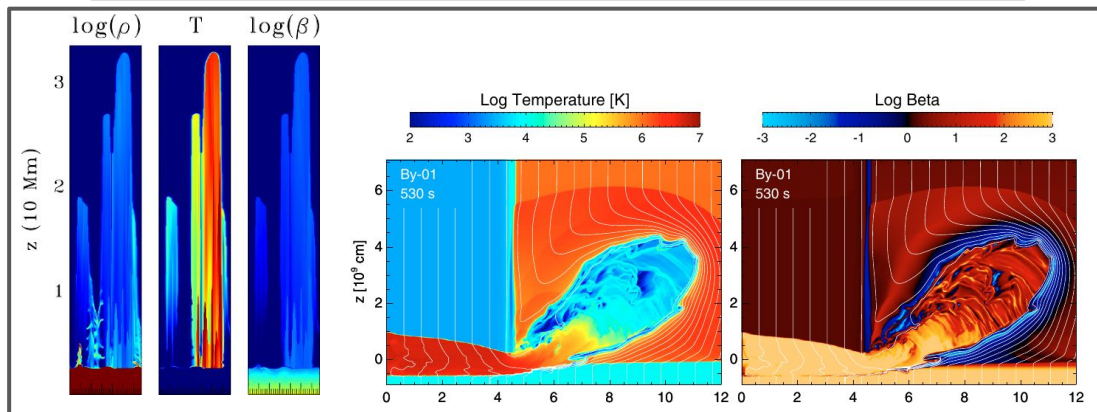 log(ρ) T log(β)
z (10 Mm)
3
2
1
Log Temperature [K]
2 3 4 5 6 7
By-01
530 s
z [10⁹ cm]
6
4
2
0
0 2 4 6 8 10 12
Log Beta
-3 -2 -1 0 1 2 3
By-01
530 s
6
4
2
0
0 2 4 6 8 10 12